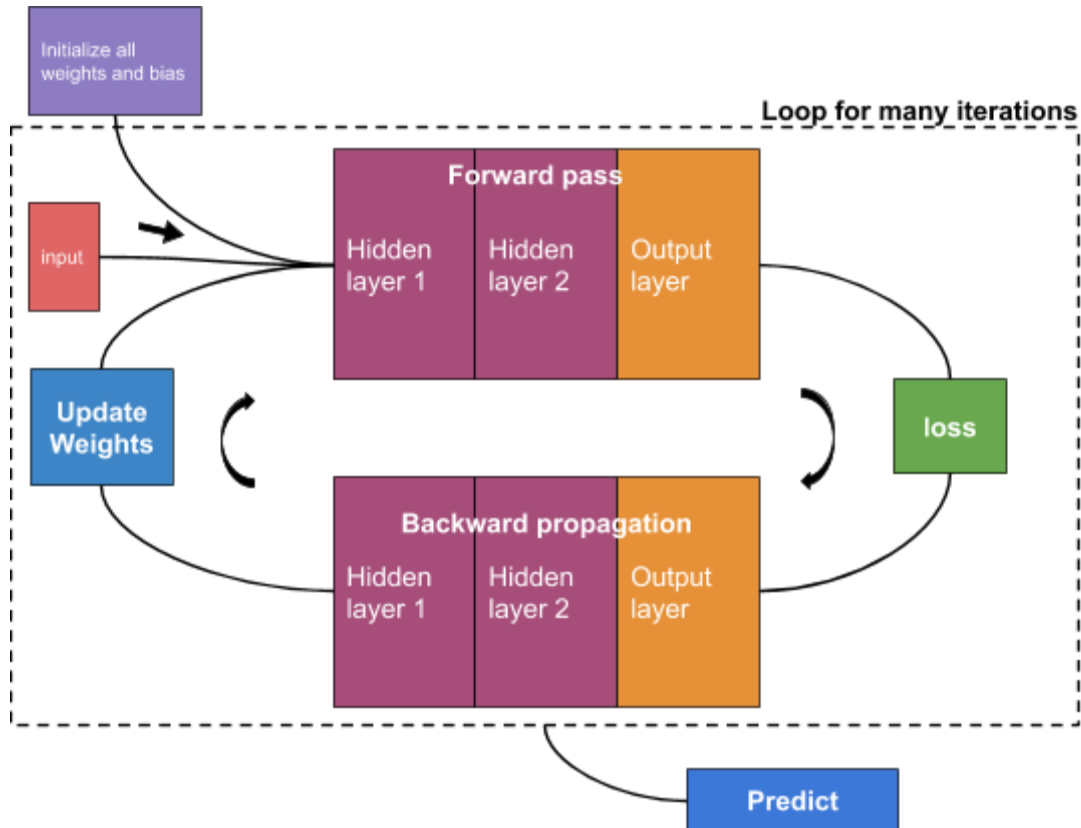 Initialize all
weights and bias
Loop for many iterations
Forward pass
input
Hidden
layer 1
Hidden
layer 2
Output
layer
Update
Weights
loss
Backward propagation
Hidden
layer 1
Hidden
layer 2
Output
layer
Predict